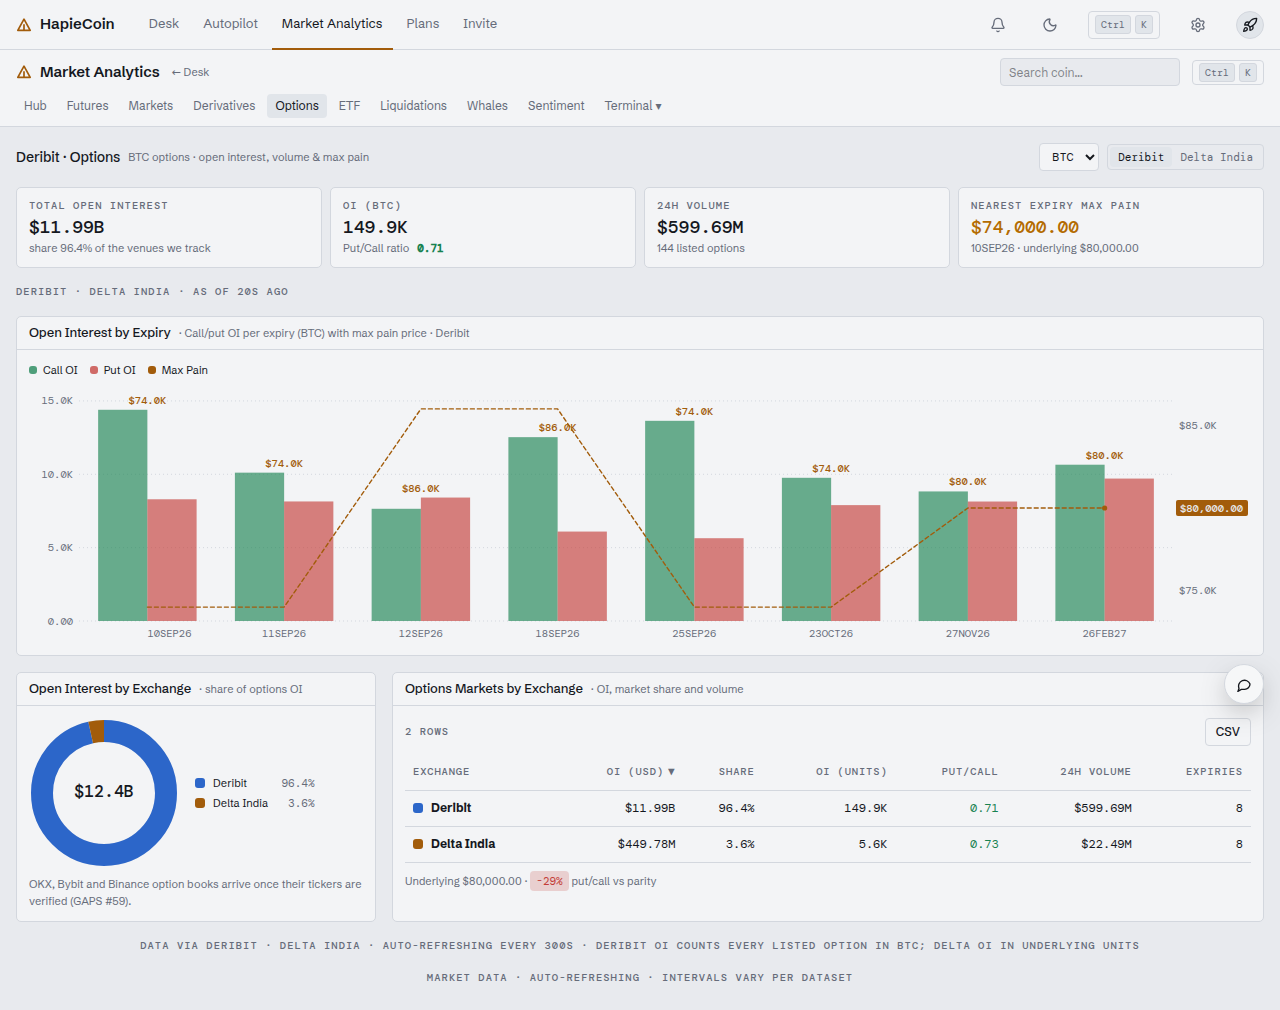 HapieCoin Desk Autopilot Market Analytics Plans Invite Ctrl K
Market Analytics ← Desk Search coin... Ctrl K
Hub Futures Markets Derivatives Options ETF Liquidations Whales Sentiment Terminal ▾
Deribit · Options BTC options · open interest, volume & max pain BTC Deribit Delta India
TOTAL OPEN INTEREST
$11.99B
share 96.4% of the venues we track
OI (BTC)
149.9K
Put/Call ratio 0.71
24H VOLUME
$599.69M
144 listed options
NEAREST EXPIRY MAX PAIN
$74,000.00
10SEP26 · underlying $80,000.00
DERIBIT · DELTA INDIA · AS OF 20S AGO
Open Interest by Expiry · Call/put OI per expiry (BTC) with max pain price · Deribit
Call OI Put OI Max Pain
15.0K
10.0K
5.0K
0.00
$74.0K
$74.0K
$86.0K
$86.0K
$74.0K
$74.0K
$80.0K
$80.0K
$85.0K
$80,000.00
$75.0K
10SEP26 11SEP26 12SEP26 18SEP26 25SEP26 23OCT26 27NOV26 26FEB27
Open Interest by Exchange · share of options OI
$12.4B
Deribit 96.4%
Delta India 3.6%
OKX, Bybit and Binance option books arrive once their tickers are
verified (GAPS #59).
Options Markets by Exchange · OI, market share and volume
2 ROWS CSV
EXCHANGE OI (USD) ▼ SHARE OI (UNITS) PUT/CALL 24H VOLUME EXPIRIES
Deribit $11.99B 96.4% 149.9K 0.71 $599.69M 8
Delta India $449.78M 3.6% 5.6K 0.73 $22.49M 8
Underlying $80,000.00 · -29% put/call vs parity
DATA VIA DERIBIT · DELTA INDIA · AUTO-REFRESHING EVERY 300S · DERIBIT OI COUNTS EVERY LISTED OPTION IN BTC; DELTA OI IN UNDERLYING UNITS
MARKET DATA · AUTO-REFRESHING · INTERVALS VARY PER DATASET